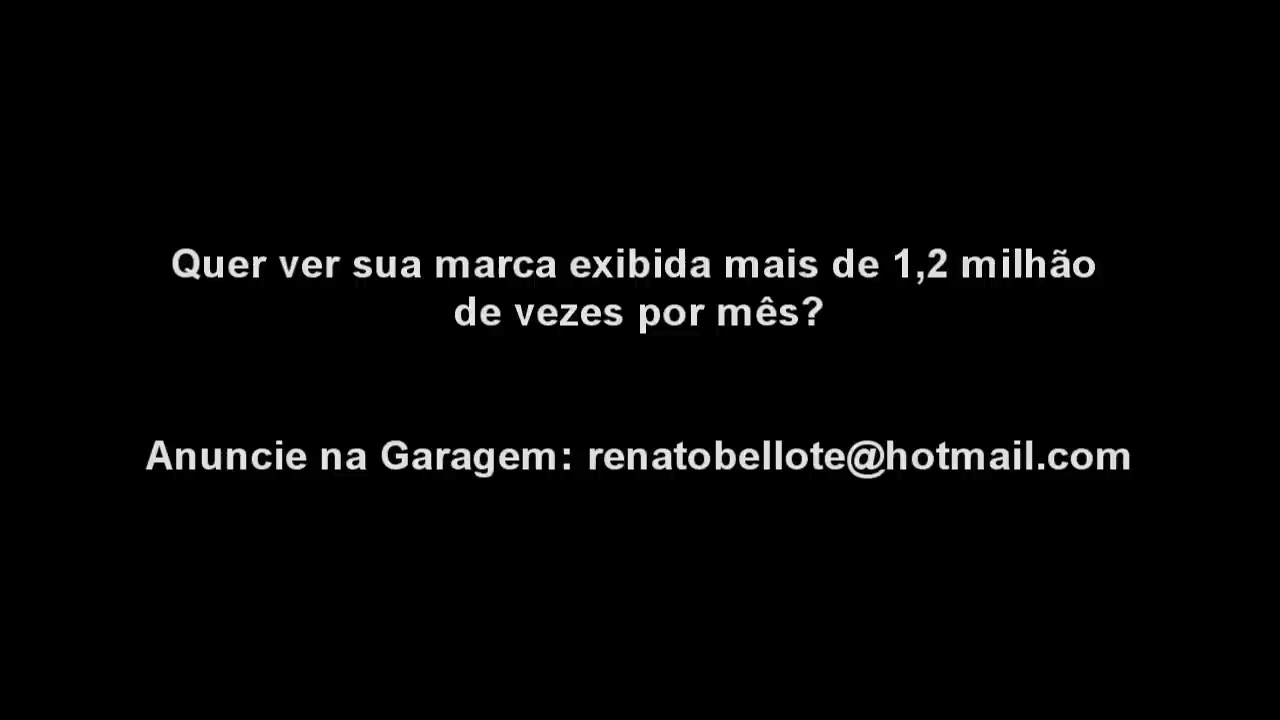 Quer ver sua marca exibida mais de 1,2 milhão
de vezes por mês?
Anuncie na Garagem: renatobellote@hotmail.com